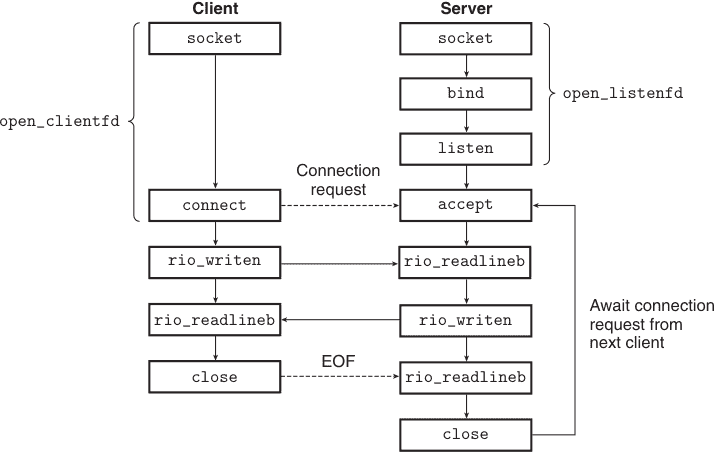 Client
Server
socket
socket
bind
open_listenfd
open_clientfd
listen
Connection
request
connect
accept
rio_writen
rio_readlineb
rio_readlineb
rio_writen
Await connection
request from
next client
EOF
close
rio_readlineb
close